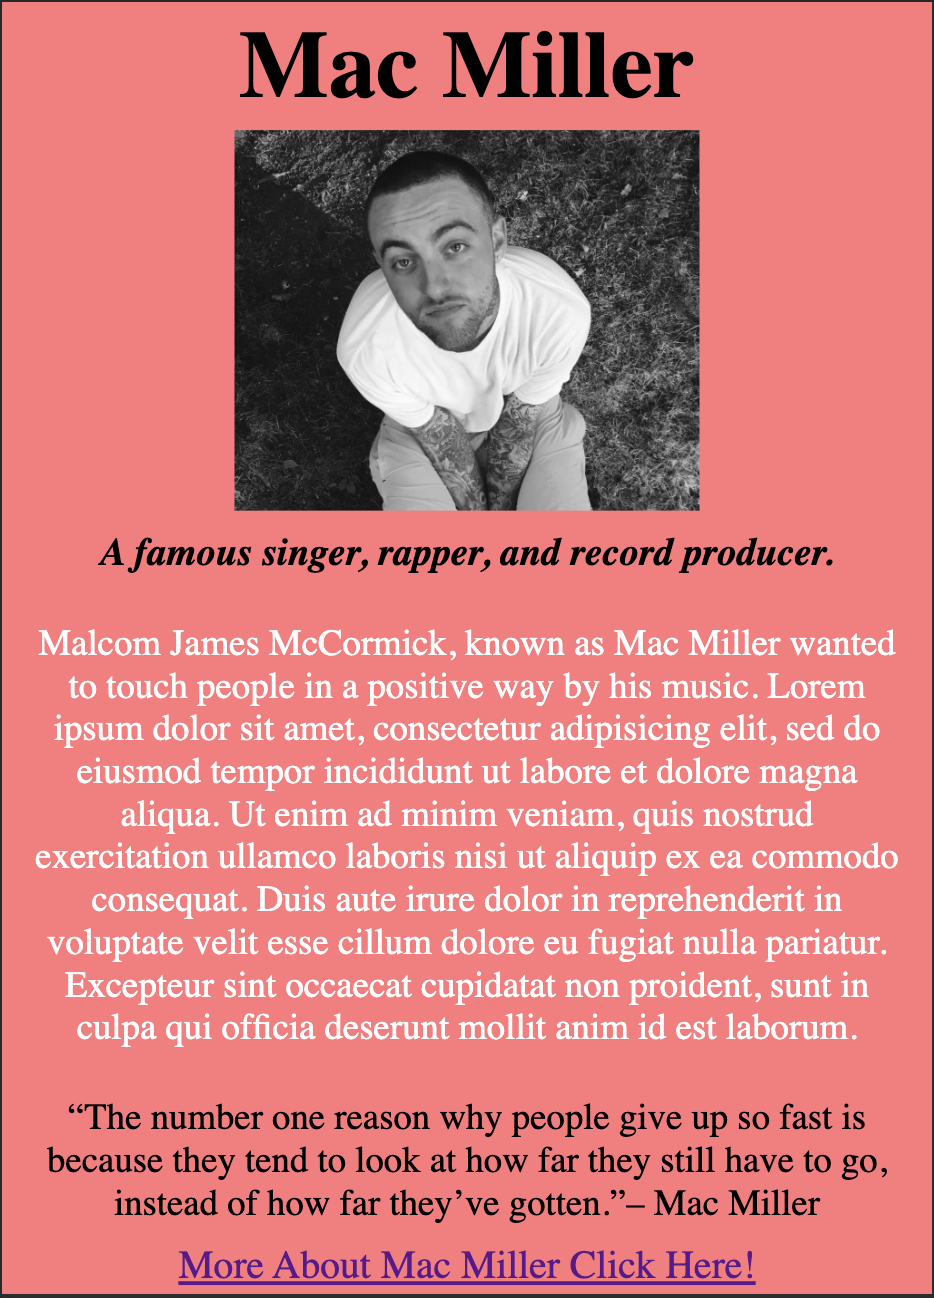 Mac Miller
A famous singer, rapper, and record producer.
Malcom James McCormick, known as Mac Miller wanted
to touch people in a positive way by his music. Lorem
ipsum dolor sit amet, consectetur adipisicing elit, sed do
eiusmod tempor incididunt ut labore et dolore magna
aliqua. Ut enim ad minim veniam, quis nostrud
exercitation ullamco laboris nisi ut aliquip ex ea commodo
consequat. Duis aute irure dolor in reprehenderit in
voluptate velit esse cillum dolore eu fugiat nulla pariatur.
Excepteur sint occaecat cupidatat non proident, sunt in
culpa qui officia deserunt mollit anim id est laborum.
“The number one reason why people give up so fast is
because they tend to look at how far they still have to go,
instead of how far they’ve gotten.”– Mac Miller
More About Mac Miller Click Here!